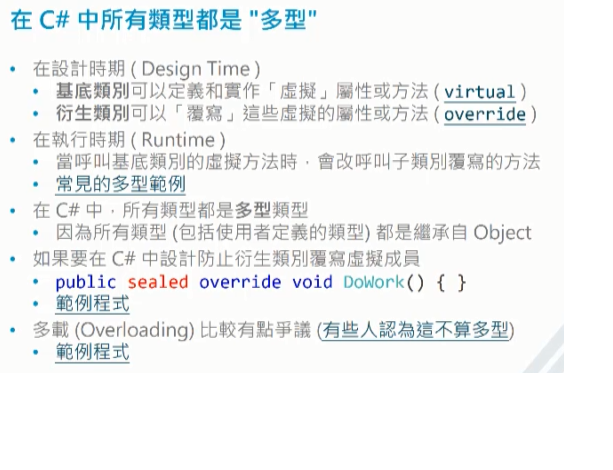 在 C# 中所有類型都是 "多型"
• 在設計時期 ( Design Time )
• 基底類別可以定義和實作「虛擬」屬性或方法 ( virtual )
• 衍生類別可以「覆寫」這些虛擬的屬性或方法 ( override )
• 在執行時期 ( Runtime )
• 當呼叫基底類別的虛擬方法時，會改呼叫子類別覆寫的方法
• 常見的多型範例
• 在 C# 中，所有類型都是多型類型
• 因為所有類型 (包括使用者定義的類型) 都是繼承自 Object
• 如果要在 C# 中設計防止衍生類別覆寫虛擬成員
• public sealed override void DoWork() { }
• 範例程式
• 多載 (Overloading) 比較有點爭議 (有些人認為這不算多型)
• 範例程式